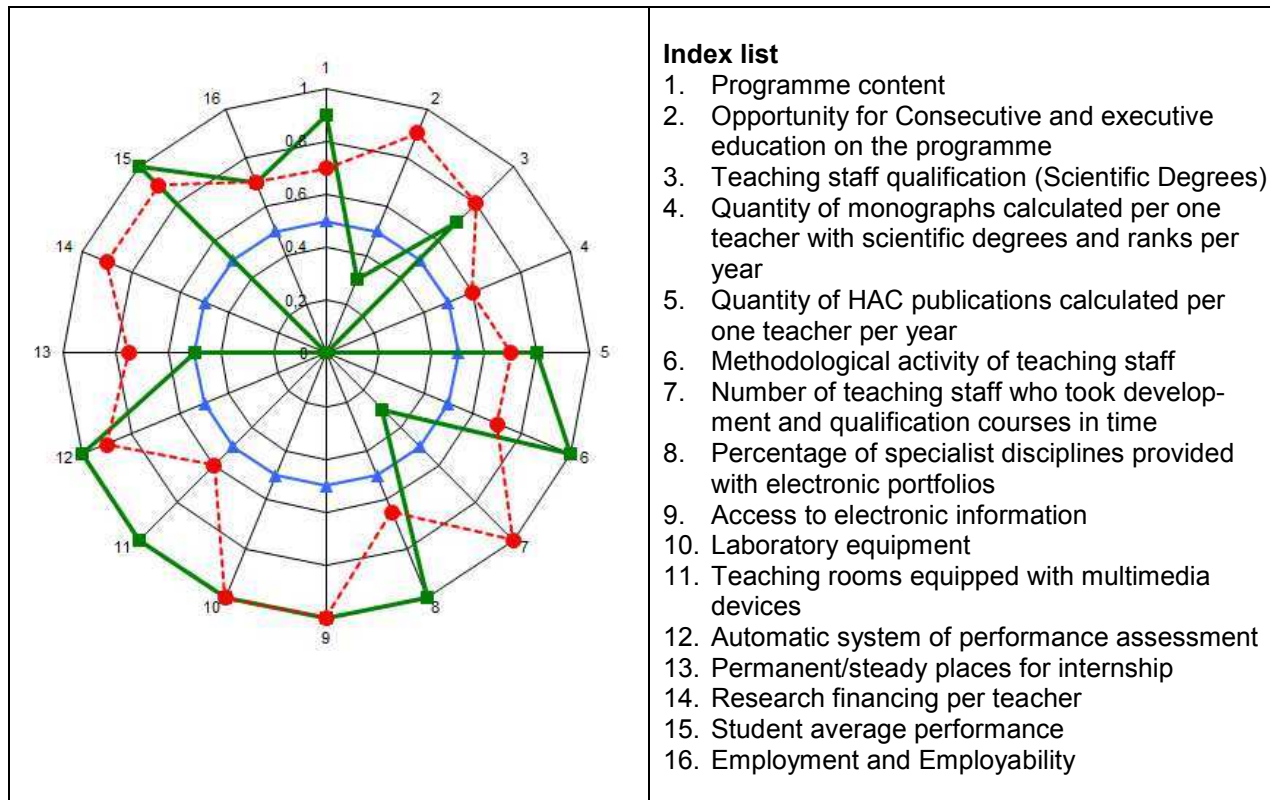 1
1
16
2
0,8
15
3
0,6
14
0,4
4
0,2
13
0
5
12
6
11
7
10
8
9
Index list
1. Programme content
2. Opportunity for Consecutive and executive
education on the programme
3. Teaching staff qualification (Scientific Degrees)
4. Quantity of monographs calculated per one
teacher with scientific degrees and ranks per
year
5. Quantity of HAC publications calculated per
one teacher per year
6. Methodological activity of teaching staff
7. Number of teaching staff who took develop-
ment and qualification courses in time
8. Percentage of specialist disciplines provided
with electronic portfolios
9. Access to electronic information
10. Laboratory equipment
11. Teaching rooms equipped with multimedia
devices
12. Automatic system of performance assessment
13. Permanent/steady places for internship
14. Research financing per teacher
15. Student average performance
16. Employment and Employability